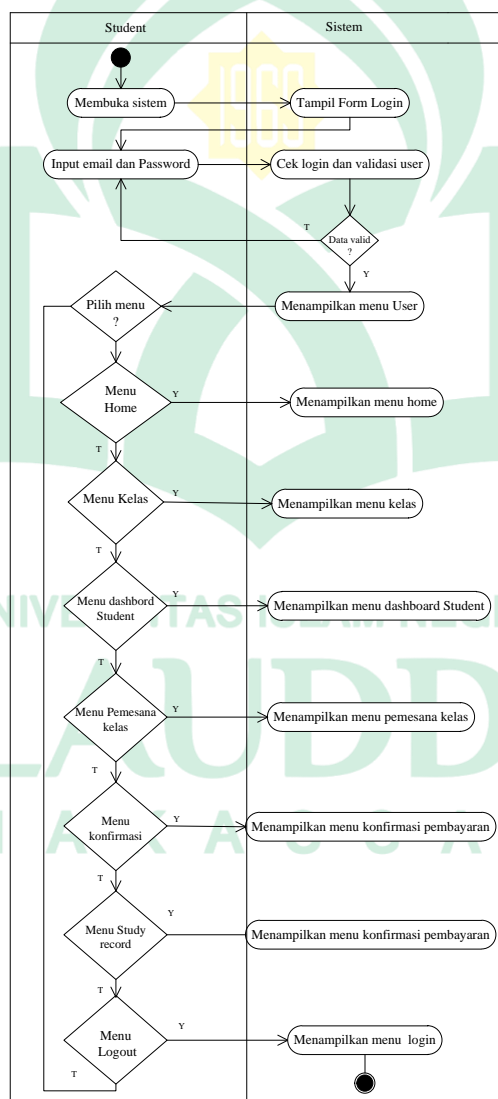 Student
Sistem
Membuka sistem
Tampil Form Login
Input email dan Password
Cek login dan validasi user
T
Data valid
?
Y
Pilih menu
?
Menampilkan menu User
Menu
Home
Y
Menampilkan menu home
T
Menu Kelas
Y
Menampilkan menu kelas
T
Menu dashbord
Student
Y
Menampilkan menu dashboard Student
T
Menu Pemesana
kelas
Y
Menampilkan menu pemesana kelas
T
Menu
konfirmasi
Y
Menampilkan menu konfirmasi pembayaran
T
Menu Study
record
Y
Menampilkan menu konfirmasi pembayaran
T
Menu
Logout
Y
Menampilkan menu login
T
1965